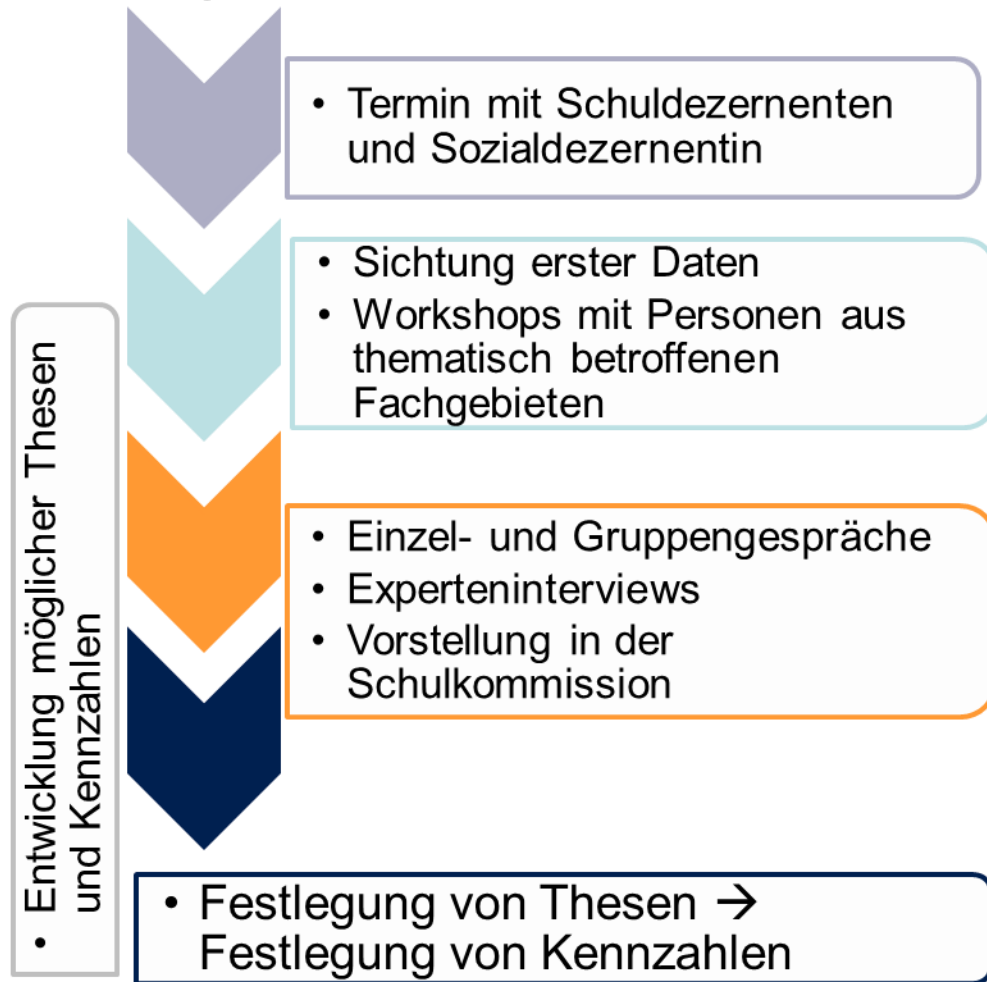 • Termin mit Schuldezernenten
und Sozialdezernentin
• Sichtung erster Daten
• Workshops mit Personen aus
thematisch betroffenen
Fachgebieten
• Entwicklung möglicher Thesen
und Kennzahlen
• Einzel- und Gruppengespräche
• Experteninterviews
• Vorstellung in der
Schulkommission
• Festlegung von Thesen →
Festlegung von Kennzahlen